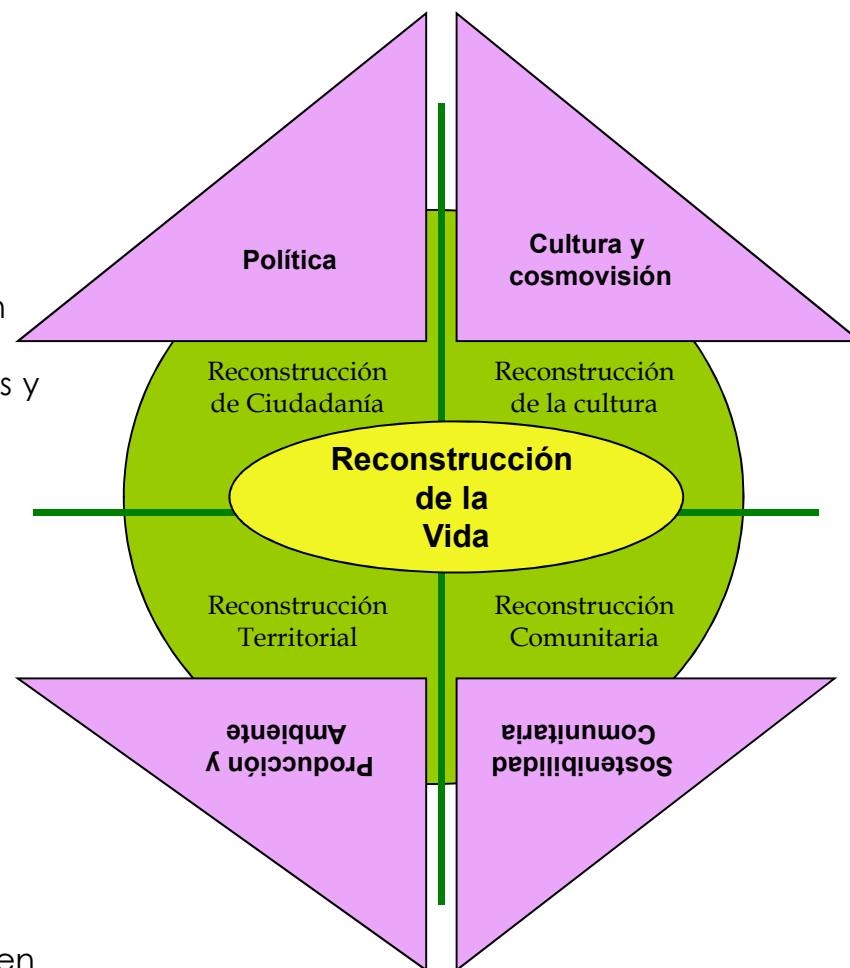 Política
Cultura y
cosmovisión
n
s y
Reconstrucción
de Ciudadanía
Reconstrucción
de la cultura
Reconstrucción
de la
Vida
Reconstrucción
Territorial
Reconstrucción
Comunitaria
Producción y
Ambiente
Sostenibilidad
Comunitaria
en